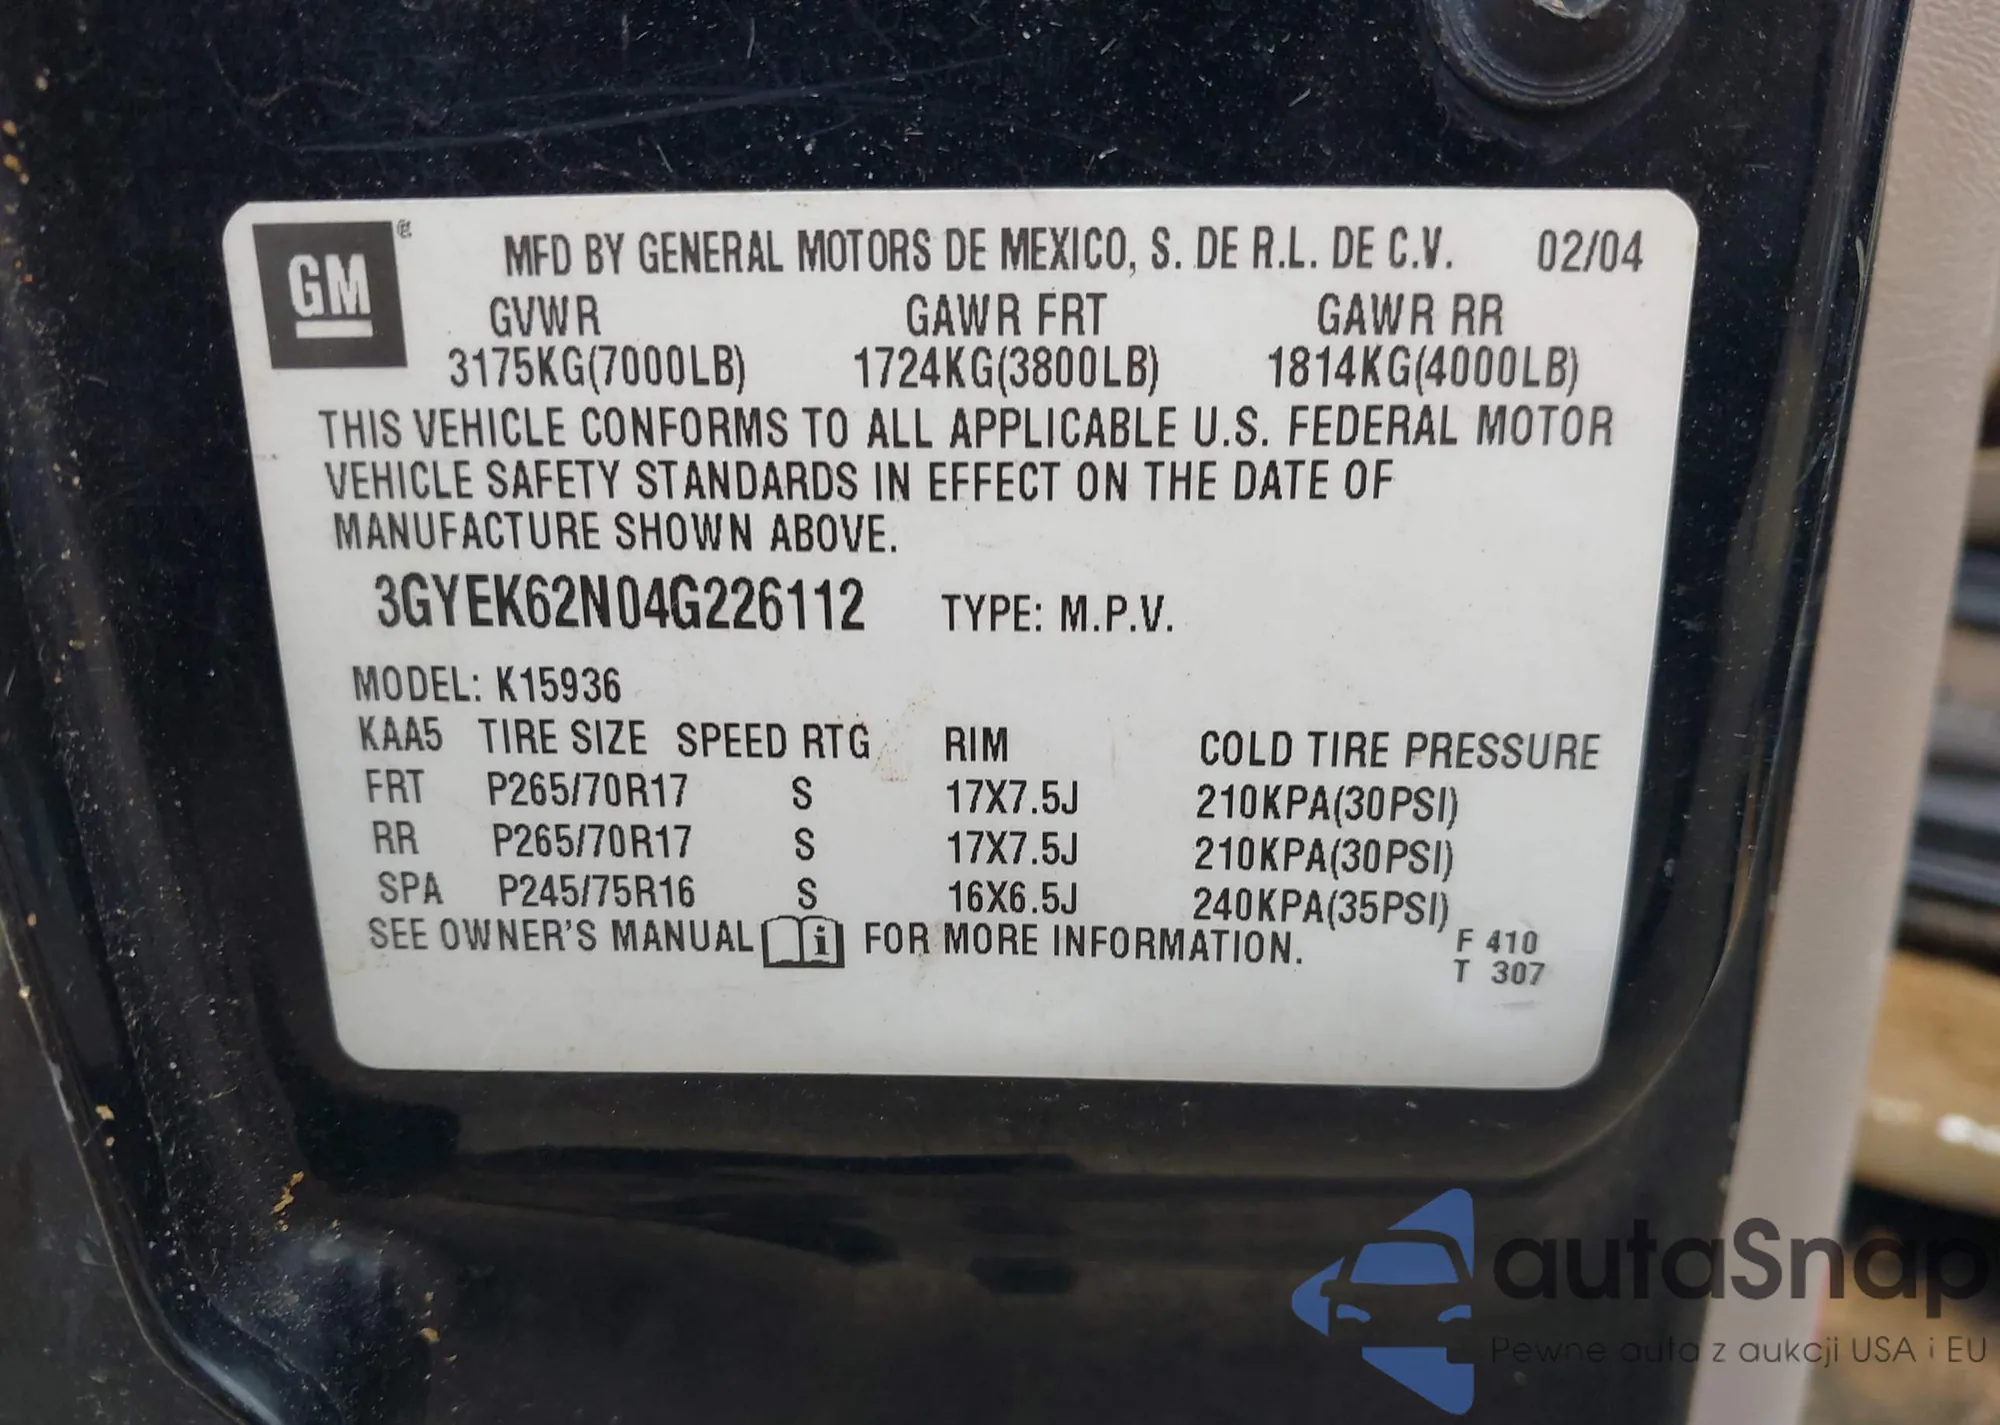 GM
MFD BY GENERAL MOTORS DE MEXICO, S. DE R.L. DE C.V. 02/04
GVWR GAWR FRT GAWR RR
3175KG(7000LB) 1724KG(3800LB) 1814KG(4000LB)
THIS VEHICLE CONFORMS TO ALL APPLICABLE U.S. FEDERAL MOTOR
VEHICLE SAFETY STANDARDS IN EFFECT ON THE DATE OF
MANUFACTURE SHOWN ABOVE.
3GYEK62N04G226112 TYPE: M.P.V.
MODEL: K15936
KAA5 TIRE SIZE SPEED RTG RIM COLD TIRE PRESSURE
FRT P265/70R17 S 17X7.5J 210KPA(30PSI)
RR P265/70R17 S 17X7.5J 210KPA(30PSI)
SPA P245/75R16 S 16X6.5J 240KPA(35PSI)
SEE OWNER'S MANUAL i FOR MORE INFORMATION.
F 410
T 307
autaSnap
Pewne auta z aukcji USA i EU